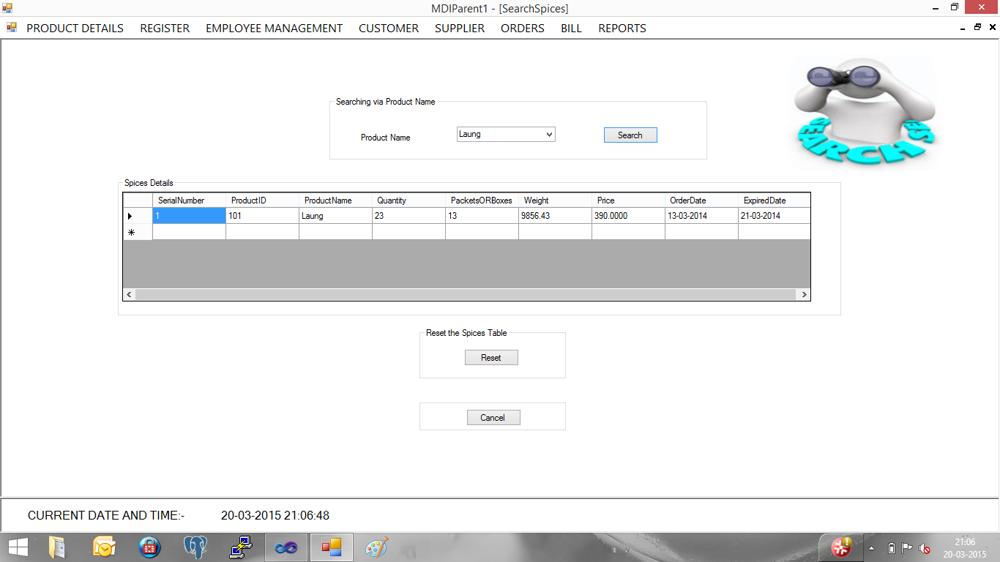 MDIParent1 - [SearchSpices]
PRODUCT DETAILS REGISTER EMPLOYEE MANAGEMENT CUSTOMER SUPPLIER ORDERS BILL REPORTS
Searching via Product Name
Product Name Laung Search
SEARCH
Spices Details
SerialNumber ProductID ProductName Quantity PacketsORBoxes Weight Price OrderDate ExpiredDate
1 101 Laung 23 13 9856.43 390.0000 13-03-2014 21-03-2014
Reset the Spices Table
Reset
Cancel
CURRENT DATE AND TIME:- 20-03-2015 21:06:48
21:06
20-03-2015